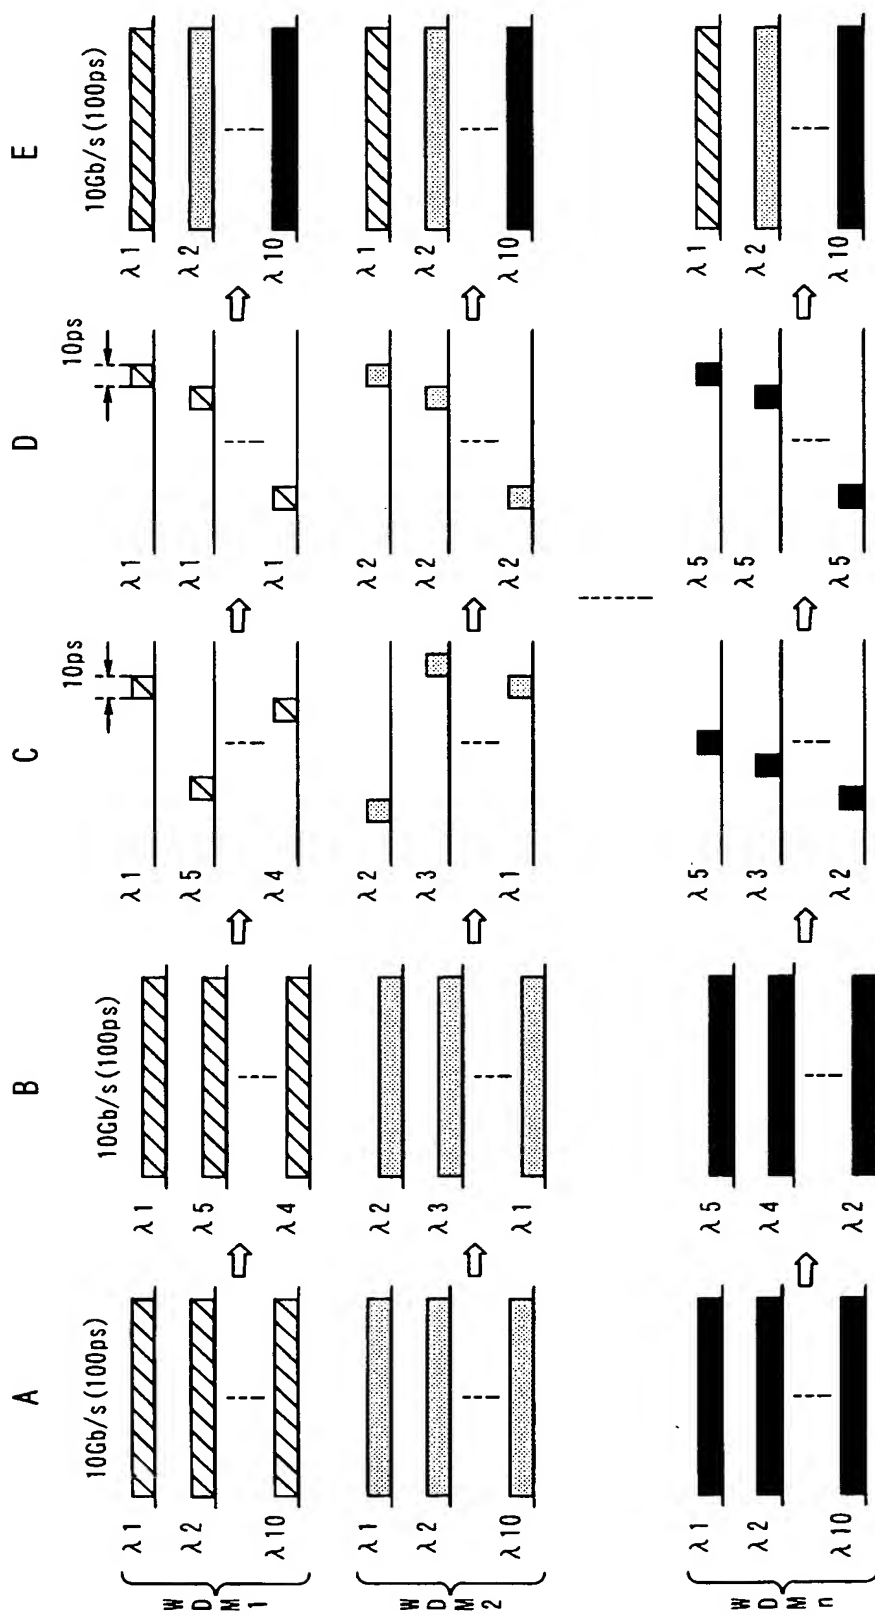 A B C D E
10Gb/s(100ps) 10Gb/s(100ps) 10ps 10ps 10Gb/s(100ps)
WDM1
λ1 λ1 λ1 λ1 λ1
λ2 λ5 λ5 λ1 λ2
λ10 λ4 λ4 λ1 λ10
WDM2
λ1 λ2 λ2 λ2 λ1
λ2 λ3 λ3 λ2 λ2
λ10 λ1 λ1 λ2 λ10
WDMn
λ1 λ5 λ5 λ5 λ1
λ2 λ4 λ3 λ5 λ2
λ10 λ2 λ2 λ5 λ10